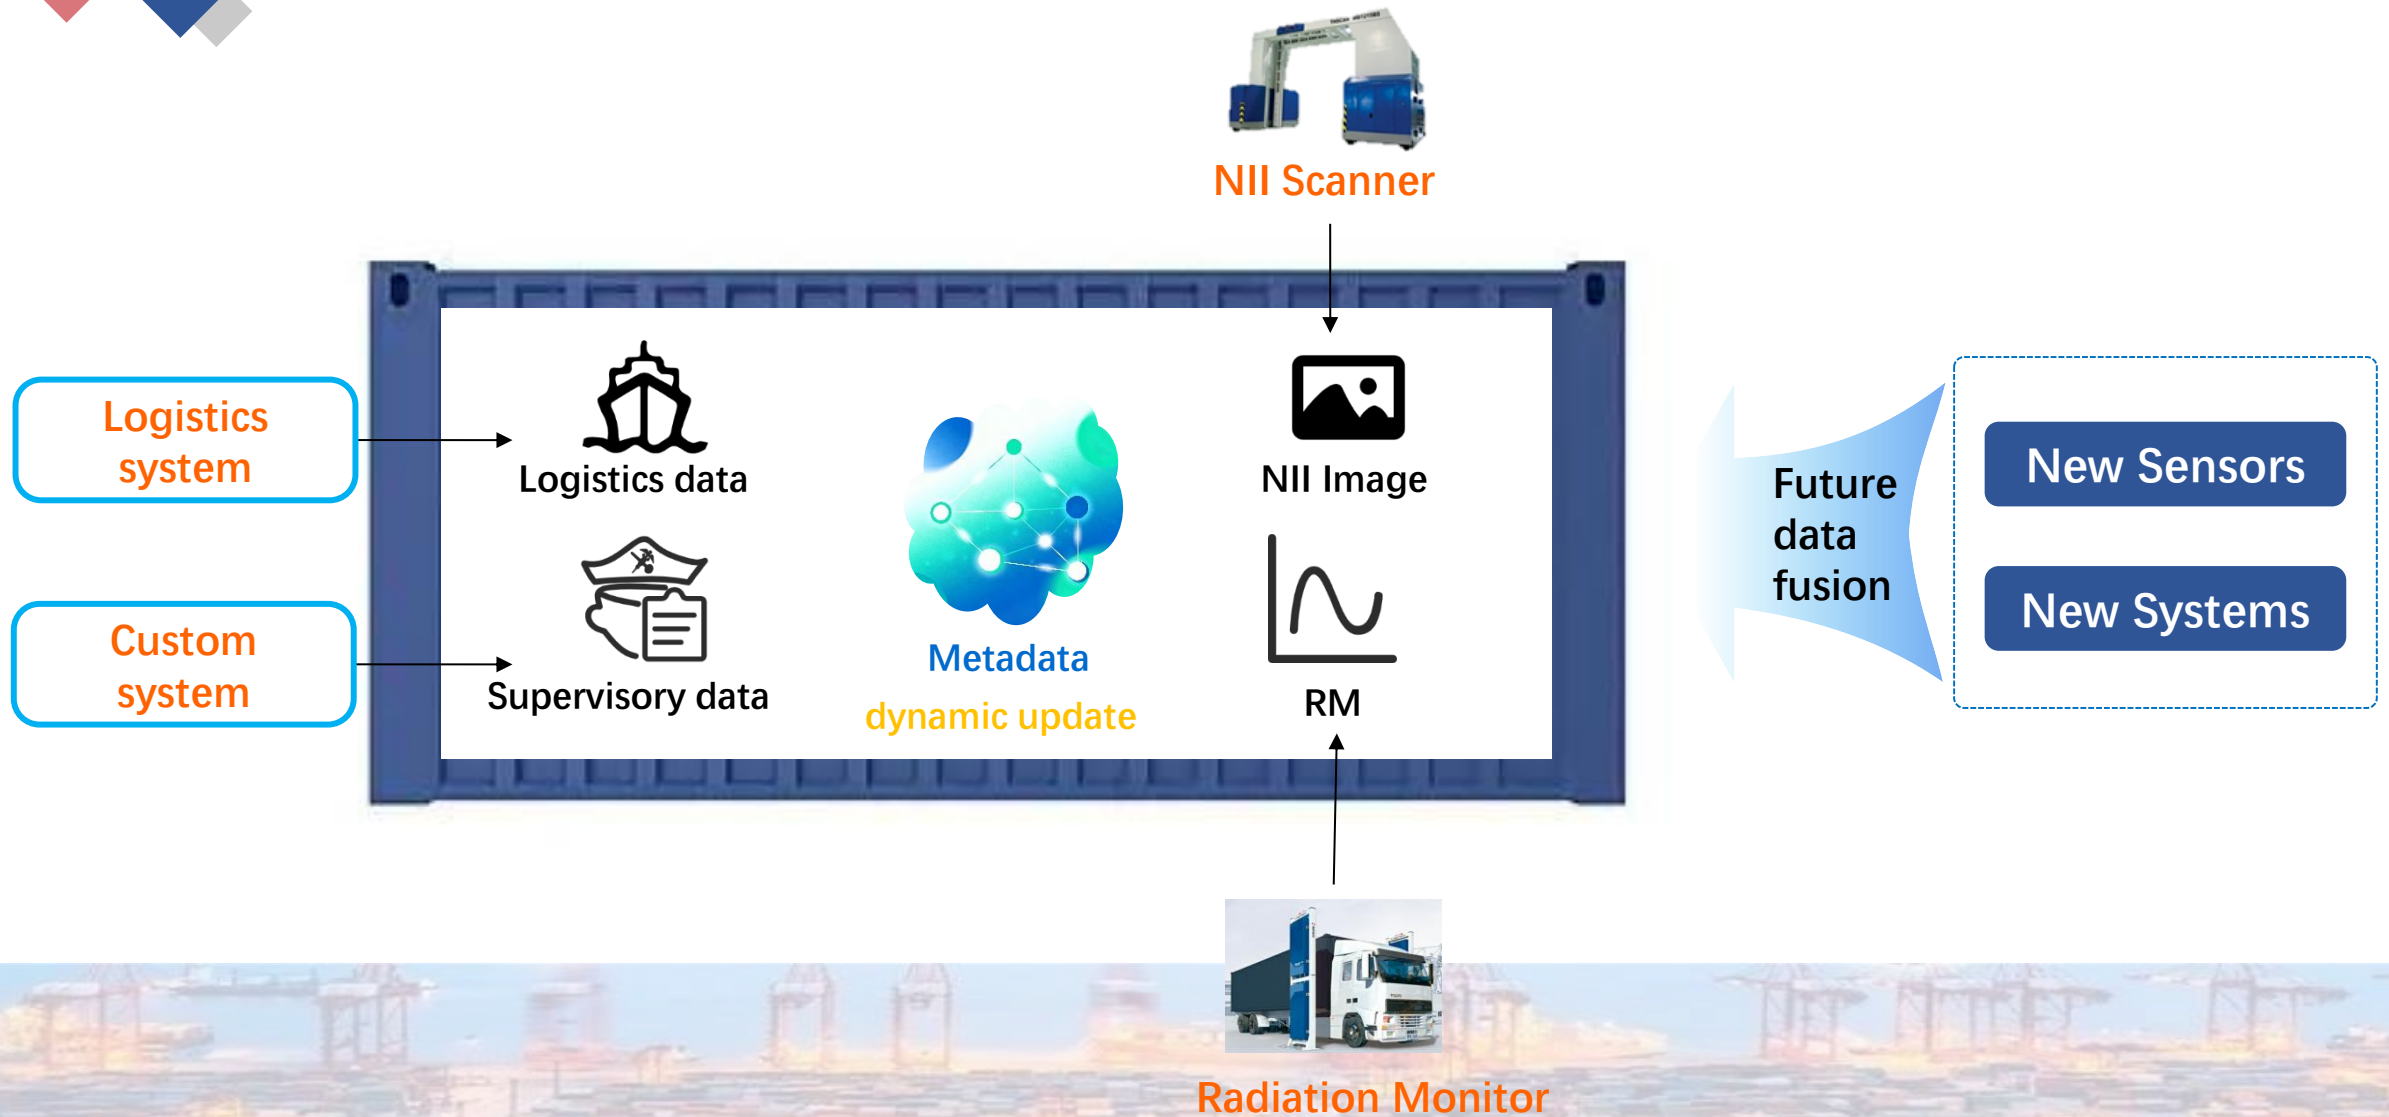 NII Scanner
Logistics
system
Logistics data
NII Image
Custom
system
Supervisory data
Metadata
dynamic update
RM
Future
data
fusion
New Sensors
New Systems
Radiation Monitor